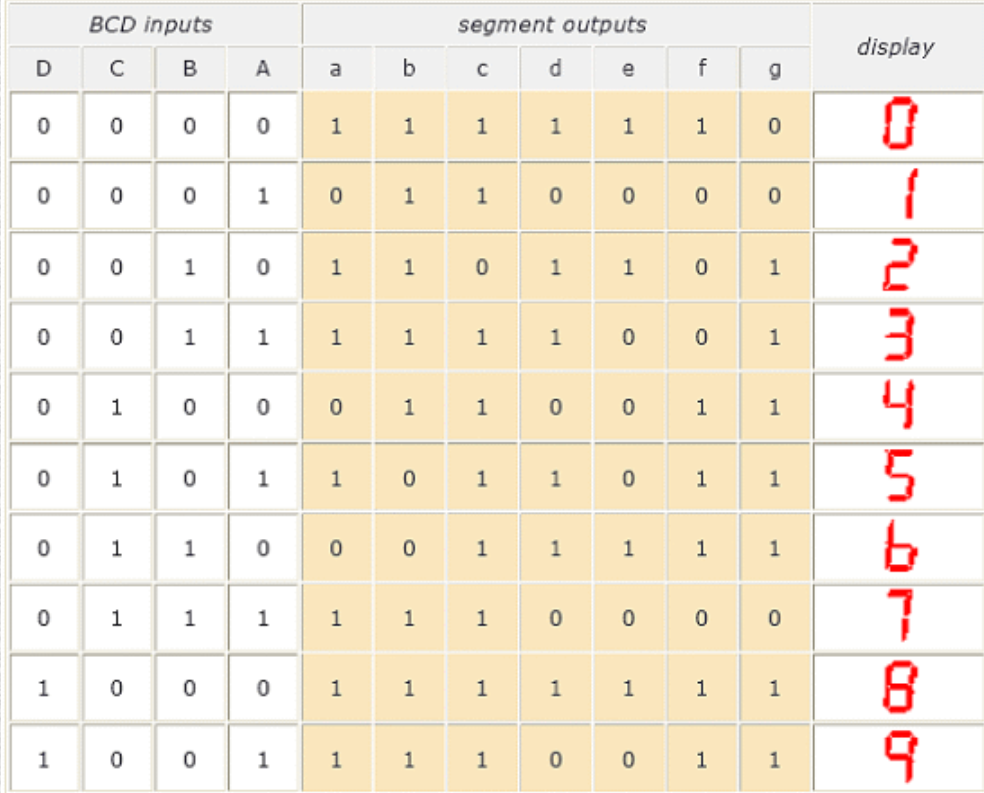 BCD inputs segment outputs display
D C B A a b c d e f g
0 0 0 0 1 1 1 1 1 1 0 0
0 0 0 1 0 1 1 0 0 0 0 1
0 0 1 0 1 1 0 1 1 0 1 2
0 0 1 1 1 1 1 1 0 0 1 3
0 1 0 0 0 1 1 0 0 1 1 4
0 1 0 1 1 0 1 1 0 1 1 5
0 1 1 0 0 0 1 1 1 1 1 6
0 1 1 1 1 1 1 0 0 0 0 7
1 0 0 0 1 1 1 1 1 1 1 8
1 0 0 1 1 1 1 0 0 1 1 9